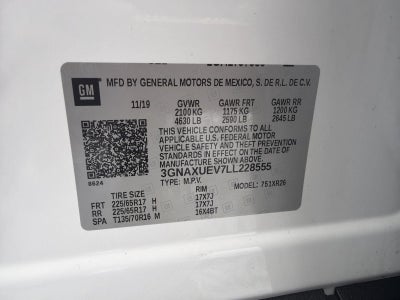 GM
MFD BY GENERAL MOTORS DE MEXICO, S. DE R.L. DE C.V.
11/19 GVWR GAWR FRT GAWR RR
2100 KG 1175 KG 1200 KG
4630 LB 2590 LB 2645 LB
THIS VEHICLE CONFORMS TO ALL
APPLICABLE U.S. FEDERAL MOTOR
VEHICLE SAFETY AND THEFT PREVENTION
STANDARDS IN EFFECT ON THE DATE OF
MANUFACTURE SHOWN ABOVE.
3GNAXUEV7LL228555
TYPE: M.P.V. MODEL: 751XR26
8624
TIRE SIZE RIM
FRT 225/65R17 H 17X7J
RR 225/65R17 H 17X7J
SPA T135/70R16 M 16X4BT